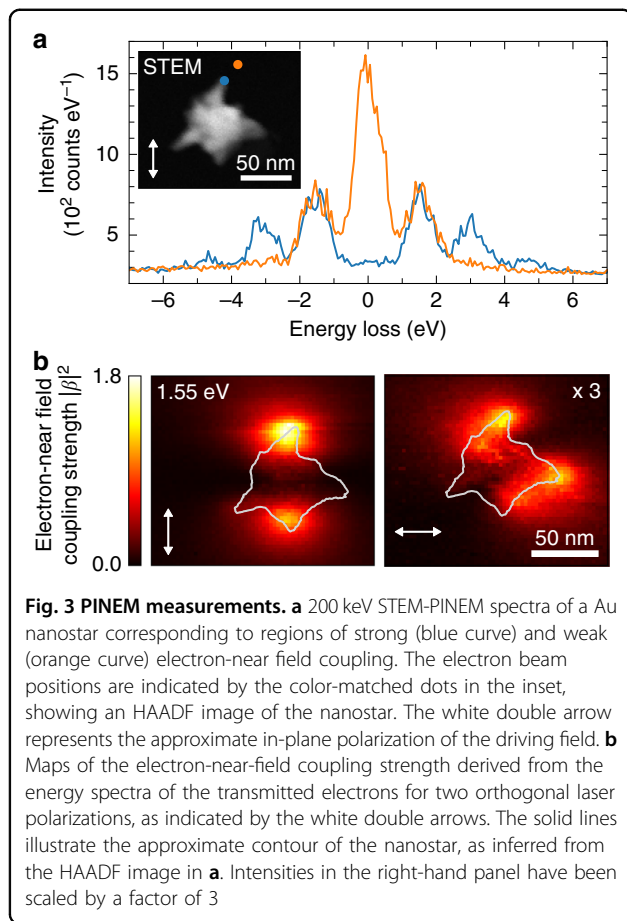 a
STEM
50 nm
Intensity
(10² counts eV⁻¹)
15
10
5
−6 −4 −2 0 2 4 6
Energy loss (eV)
b
Electron-near field
coupling strength |β|²
1.8
0.0
1.55 eV
x 3
50 nm
Fig. 3 PINEM measurements. a 200 keV STEM-PINEM spectra of a Au
nanostar corresponding to regions of strong (blue curve) and weak
(orange curve) electron-near field coupling. The electron beam
positions are indicated by the color-matched dots in the inset,
showing an HAADF image of the nanostar. The white double arrow
represents the approximate in-plane polarization of the driving field. b
Maps of the electron-near-field coupling strength derived from the
energy spectra of the transmitted electrons for two orthogonal laser
polarizations, as indicated by the white double arrows. The solid lines
illustrate the approximate contour of the nanostar, as inferred from
the HAADF image in a. Intensities in the right-hand panel have been
scaled by a factor of 3